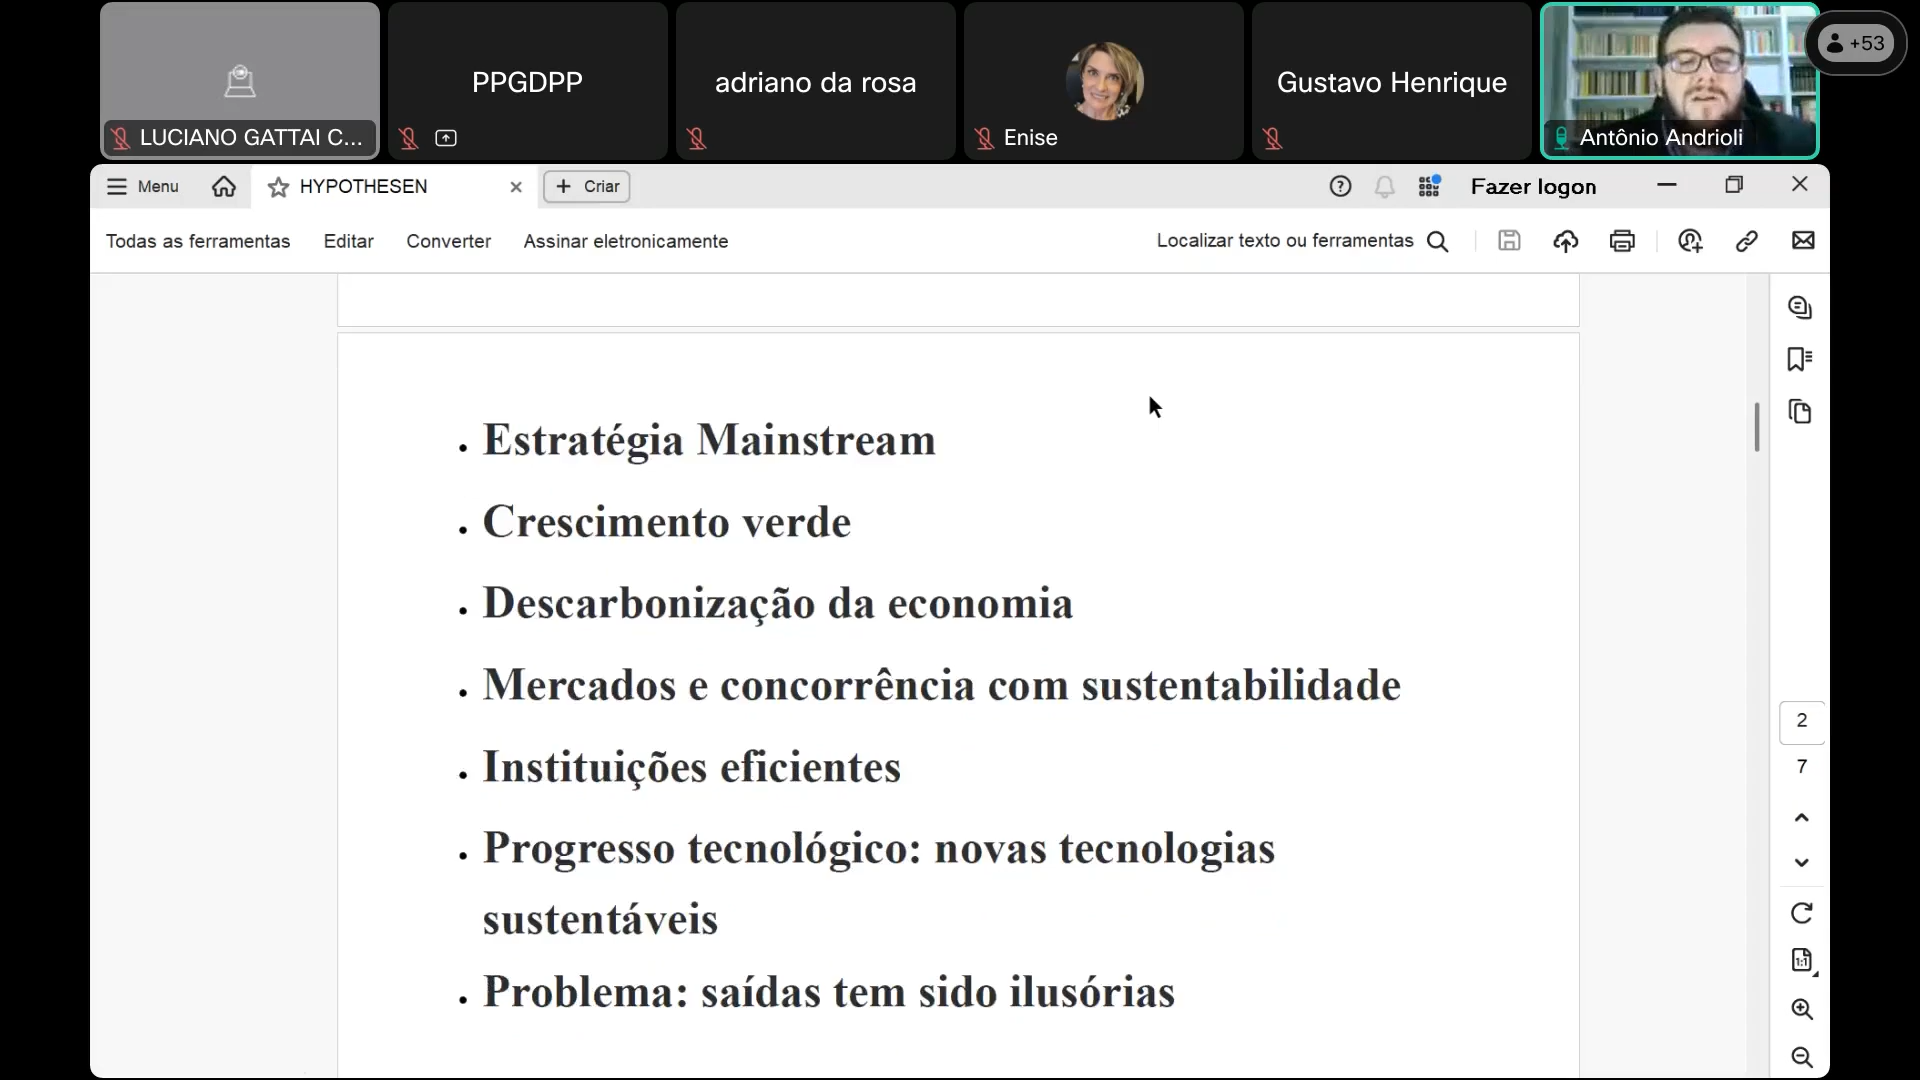 LUCIANO GATTAI C...
PPGDPP
adriano da rosa
Enise
Gustavo Henrique
Antônio Andrioli
+53
Menu
HYPOTHESEN
Criar
Fazer logon
Todas as ferramentas
Editar
Converter
Assinar eletronicamente
Localizar texto ou ferramentas
• Estratégia Mainstream
• Crescimento verde
• Descarbonização da economia
• Mercados e concorrência com sustentabilidade
• Instituições eficientes
• Progresso tecnológico: novas tecnologias
sustentáveis
• Problema: saídas tem sido ilusórias
2
7
1:1